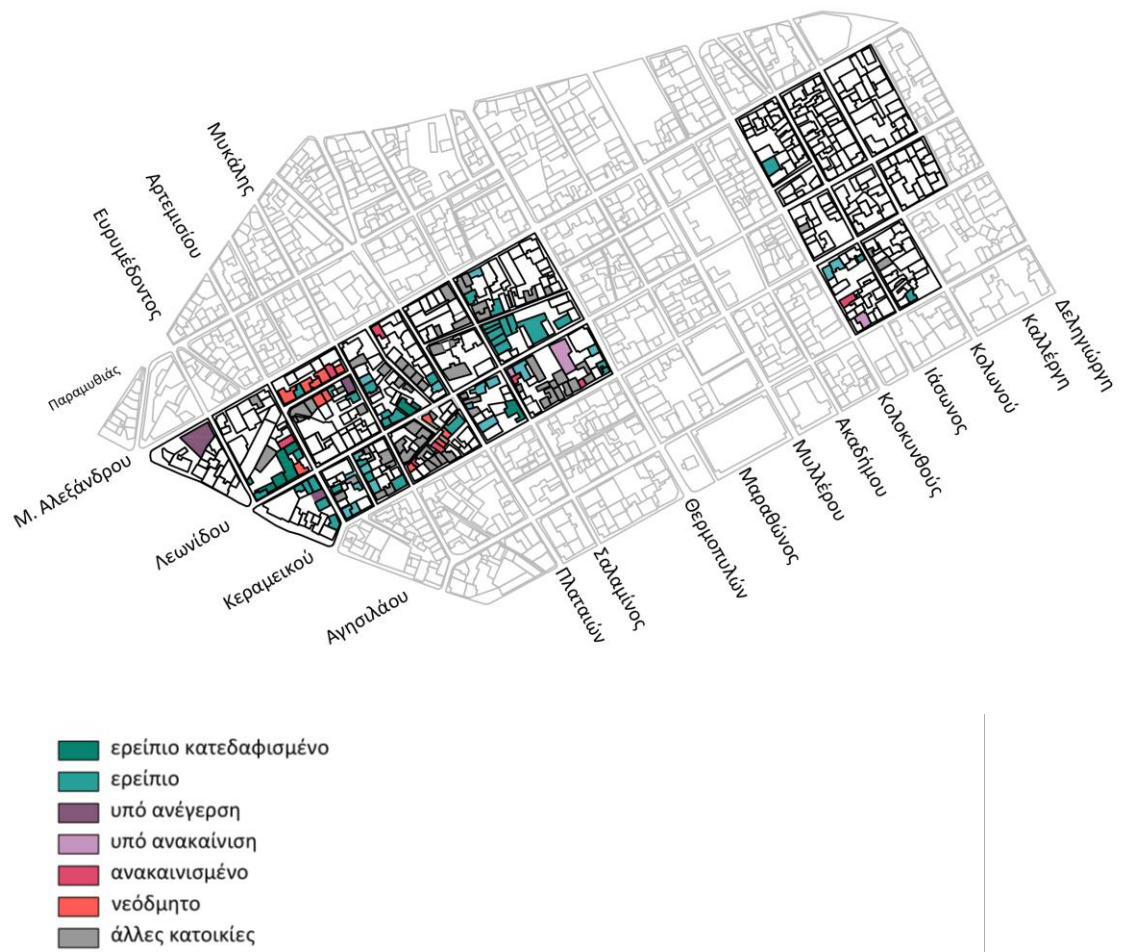 Μυκάλης
Αρτεμισίου
Ευρυμέδοντος
Παραμυθιάς
Μ. Αλεξάνδρου
Λεωνίδου
Κεραμεικού
Αγησιλάου
Πλαταιών
Σαλαμίνος
Θερμοπυλών
Μαραθώνος
Μυλλέρου
Ακαδήμου
Κολοκυνθούς
Ιάσωνος
Κολωνού
Καλλέργη
Δεληγιώργη
ερείπιο κατεδαφισμένο
ερείπιο
υπό ανέγερση
υπό ανακαίνιση
ανακαινισμένο
νεόδμητο
άλλες κατοικίες